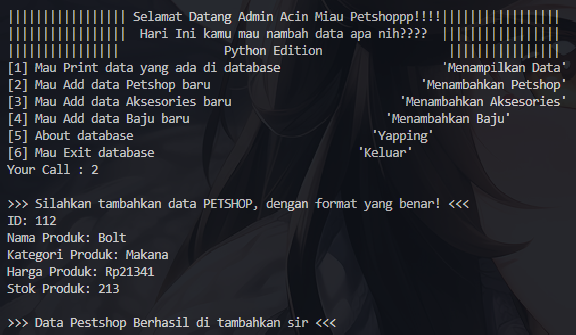 ||||||||||||||||| Selamat Datang Admin Acin Miau Petshoppp!!!!|||||||||||||||||
|||||||||||||||||  Hari Ini kamu mau nambah data apa nih????  |||||||||||||||||
||||||||||||||||               Python Edition                  ||||||||||||||||
[1] Mau Print data yang ada di database                       'Menampilkan Data'
[2] Mau Add data Petshop baru                              'Menambahkan Petshop'
[3] Mau Add data Aksesories baru                        'Menambahkan Aksesories'
[4] Mau Add data Baju baru                            'Menambahkan Baju'
[5] About database                                  'Yapping'
[6] Mau Exit database                             'Keluar'
Your Call : 2
>>> Silahkan tambahkan data PETSHOP, dengan format yang benar! <<<
ID: 112
Nama Produk: Bolt
Kategori Produk: Makana
Harga Produk: Rp21341
Stok Produk: 213
>>> Data Pestshop Berhasil di tambahkan sir <<<